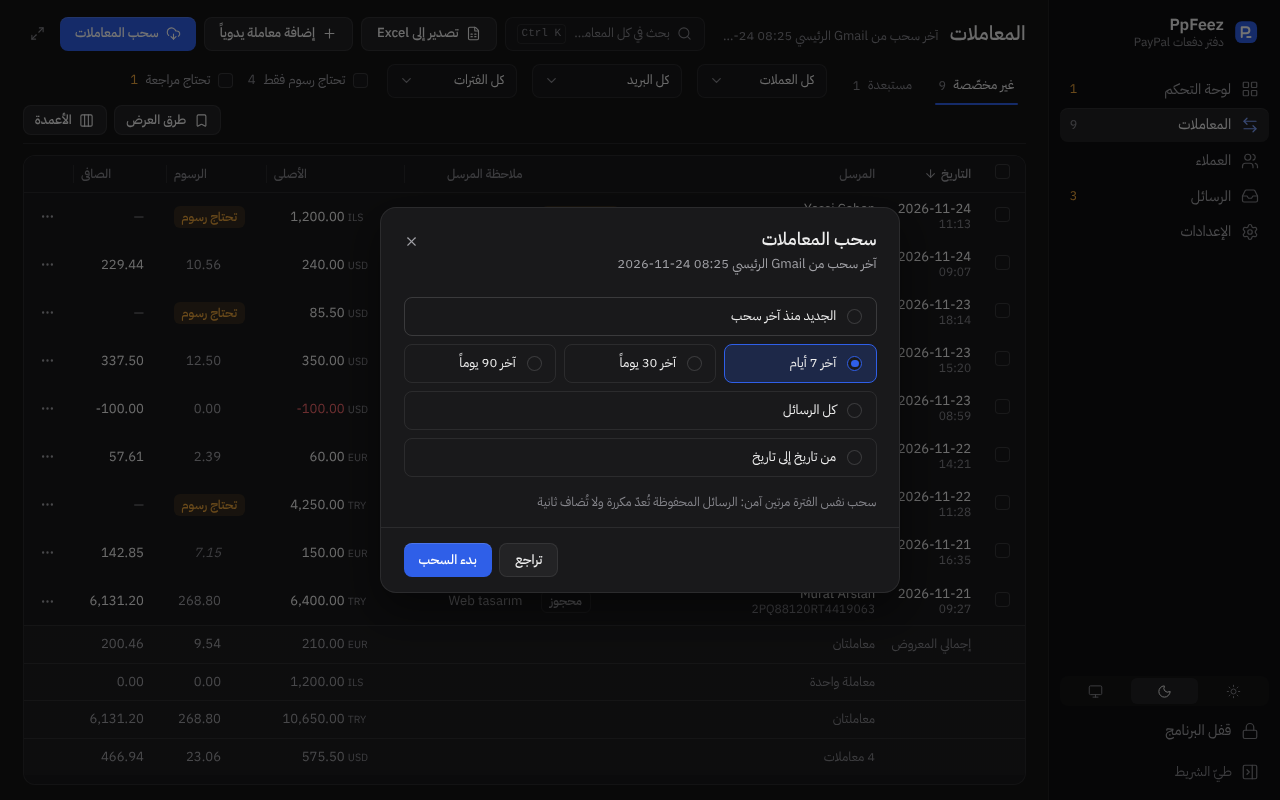 PpFeez
دفتر دفعات PayPal
لوحة التحكم 1
المعاملات 9
العملاء
الرسائل 3
الإعدادات
قفل البرنامج
طيّ الشريط
المعاملات
آخر سحب من Gmail الرئيسي 08:25 24-...
بحث في كل المعامـ... Ctrl K
تصدير إلى Excel
إضافة معاملة يدوياً
سحب المعاملات
غير مخصّصة 9
مستبعدة 1
كل العملات
كل البريد
كل الفترات
تحتاج رسوم فقط 4
تحتاج مراجعة 1
طرق العرض
الأعمدة
التاريخ المرسل ملاحظة المرسل الأصلي الرسوم الصافي
2026-11-24 11:13 1,200.00 ILS تحتاج رسوم —
2026-11-24 09:07 240.00 USD 10.56 229.44
2026-11-23 18:14 85.50 USD تحتاج رسوم —
2026-11-23 15:20 350.00 USD 12.50 337.50
2026-11-23 08:59 -100.00 USD 0.00 -100.00
2026-11-22 14:21 60.00 EUR 2.39 57.61
2026-11-22 11:28 4,250.00 TRY تحتاج رسوم —
2026-11-21 16:35 150.00 EUR 7.15 142.85
2026-11-21 09:27 Murat Arslan 2PQ88120RT4419063 محجوز Web tasarım 6,400.00 TRY 268.80 6,131.20
إجمالي المعروض معاملتان 210.00 EUR 9.54 200.46
معاملة واحدة 1,200.00 ILS 0.00 0.00
معاملتان 10,650.00 TRY 268.80 6,131.20
4 معاملات 575.50 USD 23.06 466.94
سحب المعاملات
آخر سحب من Gmail الرئيسي 08:25 24-11-2026
الجديد منذ آخر سحب
آخر 7 أيام
آخر 30 يوماً
آخر 90 يوماً
كل الرسائل
من تاريخ إلى تاريخ
سحب نفس الفترة مرتين آمن: الرسائل المحفوظة تُعدّ مكررة ولا تُضاف ثانية
تراجع
بدء السحب